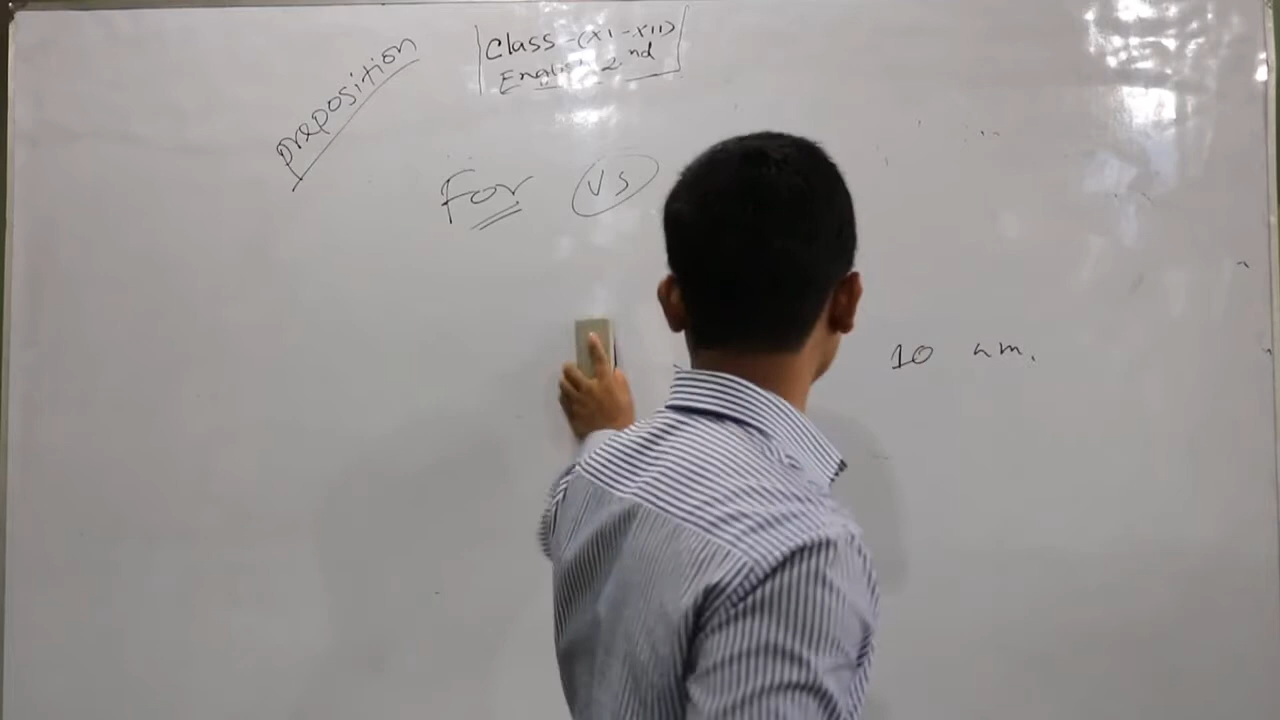 preposition
Class-(XI-XII)
English 2nd
For vs
10 am.